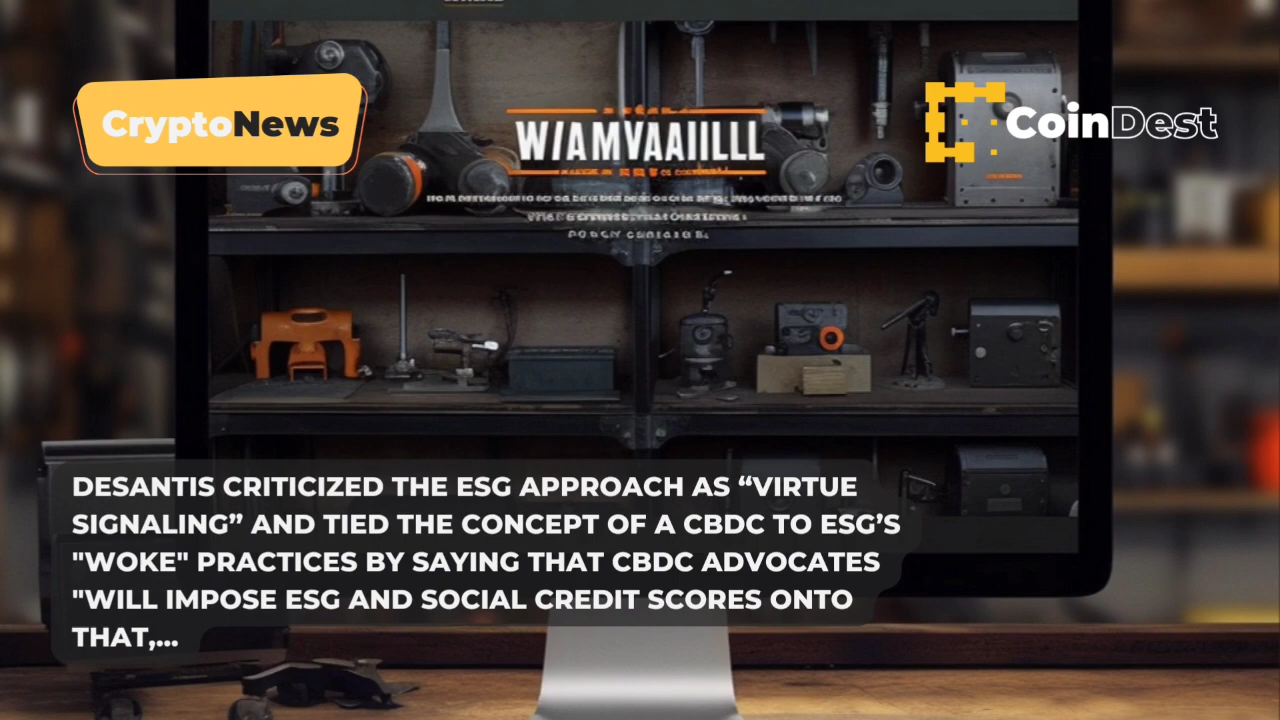 CryptoNews
CoinDest
W/AMVAAIILLL
DESANTIS CRITICIZED THE ESG APPROACH AS “VIRTUE
SIGNALING” AND TIED THE CONCEPT OF A CBDC TO ESG’S
"WOKE" PRACTICES BY SAYING THAT CBDC ADVOCATES
"WILL IMPOSE ESG AND SOCIAL CREDIT SCORES ONTO
THAT,...